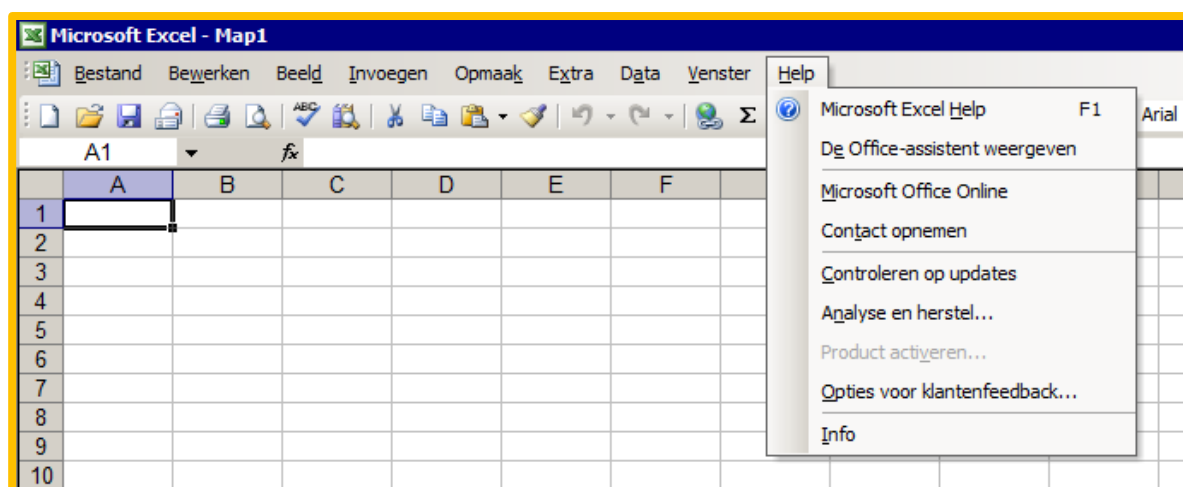 Microsoft Excel - Map1
Bestand Bewerken Beeld Invoegen Opmaak Extra Data Venster Help
ABC Σ Arial
A1 fx
A B C D E F
1
2
3
4
5
6
7
8
9
10
Microsoft Excel Help F1
De Office-assistent weergeven
Microsoft Office Online
Contact opnemen
Controleren op updates
Analyse en herstel...
Product activeren...
Opties voor klantenfeedback...
Info